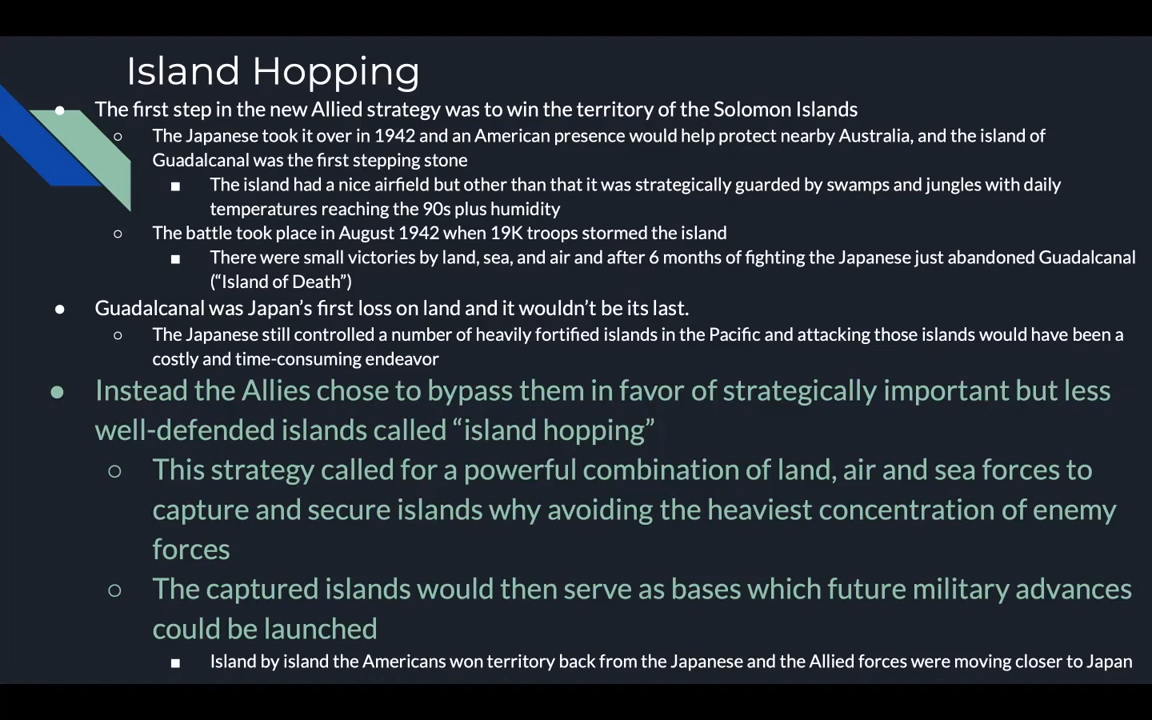 Island Hopping
● The first step in the new Allied strategy was to win the territory of the Solomon Islands
○ The Japanese took it over in 1942 and an American presence would help protect nearby Australia, and the island of
Guadalcanal was the first stepping stone
■ The island had a nice airfield but other than that it was strategically guarded by swamps and jungles with daily
temperatures reaching the 90s plus humidity
○ The battle took place in August 1942 when 19K troops stormed the island
■ There were small victories by land, sea, and air and after 6 months of fighting the Japanese just abandoned Guadalcanal
(“Island of Death”)
● Guadalcanal was Japan’s first loss on land and it wouldn’t be its last.
○ The Japanese still controlled a number of heavily fortified islands in the Pacific and attacking those islands would have been a
costly and time-consuming endeavor
● Instead the Allies chose to bypass them in favor of strategically important but less
well-defended islands called “island hopping”
○ This strategy called for a powerful combination of land, air and sea forces to
capture and secure islands why avoiding the heaviest concentration of enemy
forces
○ The captured islands would then serve as bases which future military advances
could be launched
■ Island by island the Americans won territory back from the Japanese and the Allied forces were moving closer to Japan